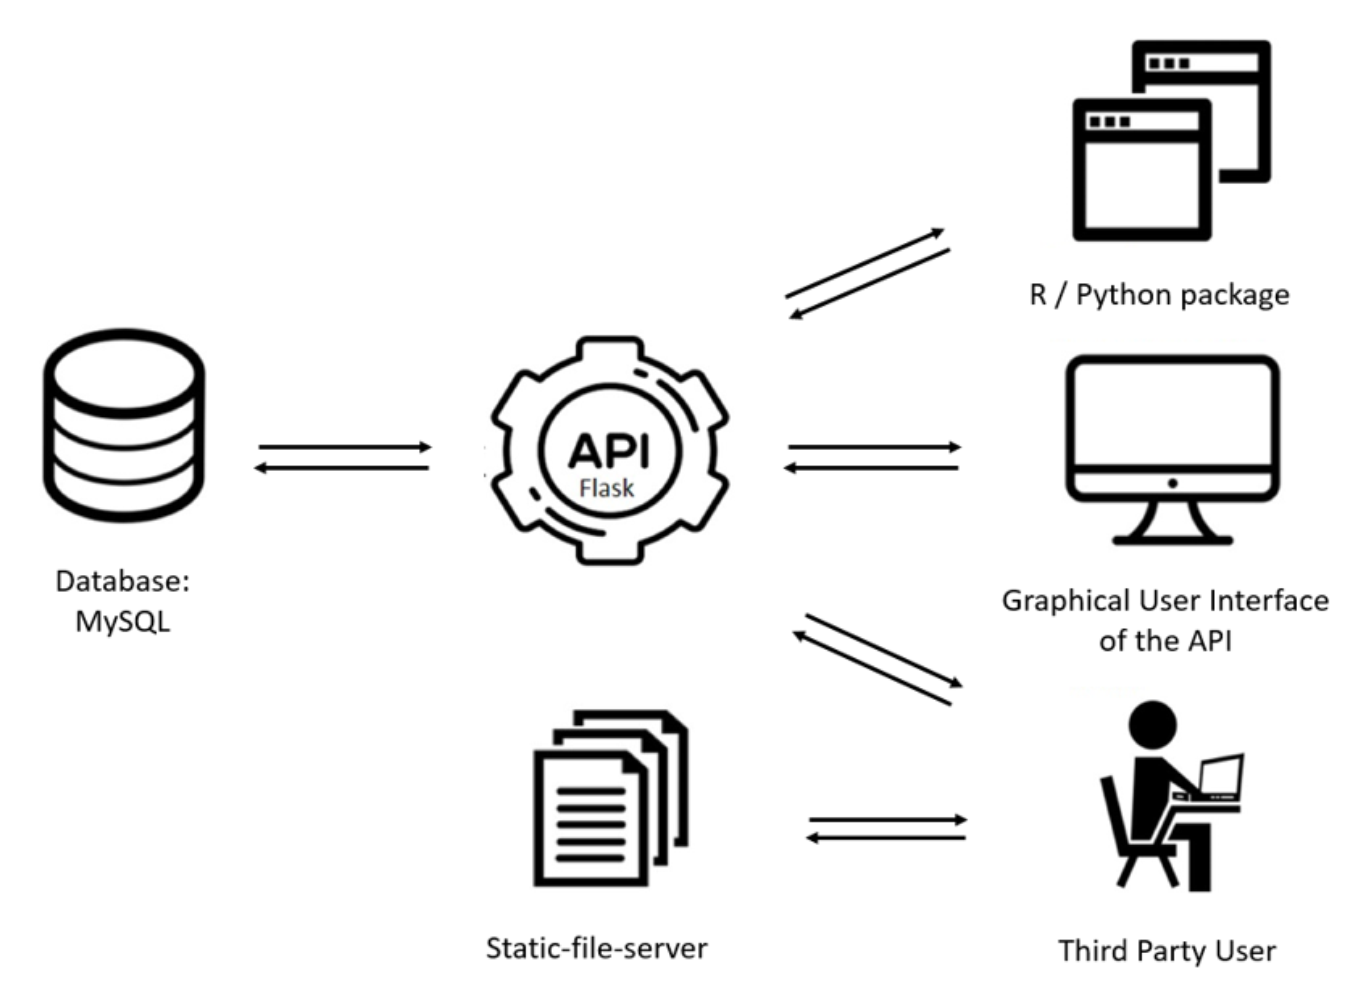 R / Python package
API
Flask
Database:
MySQL
Graphical User Interface
of the API
Static-file-server
Third Party User